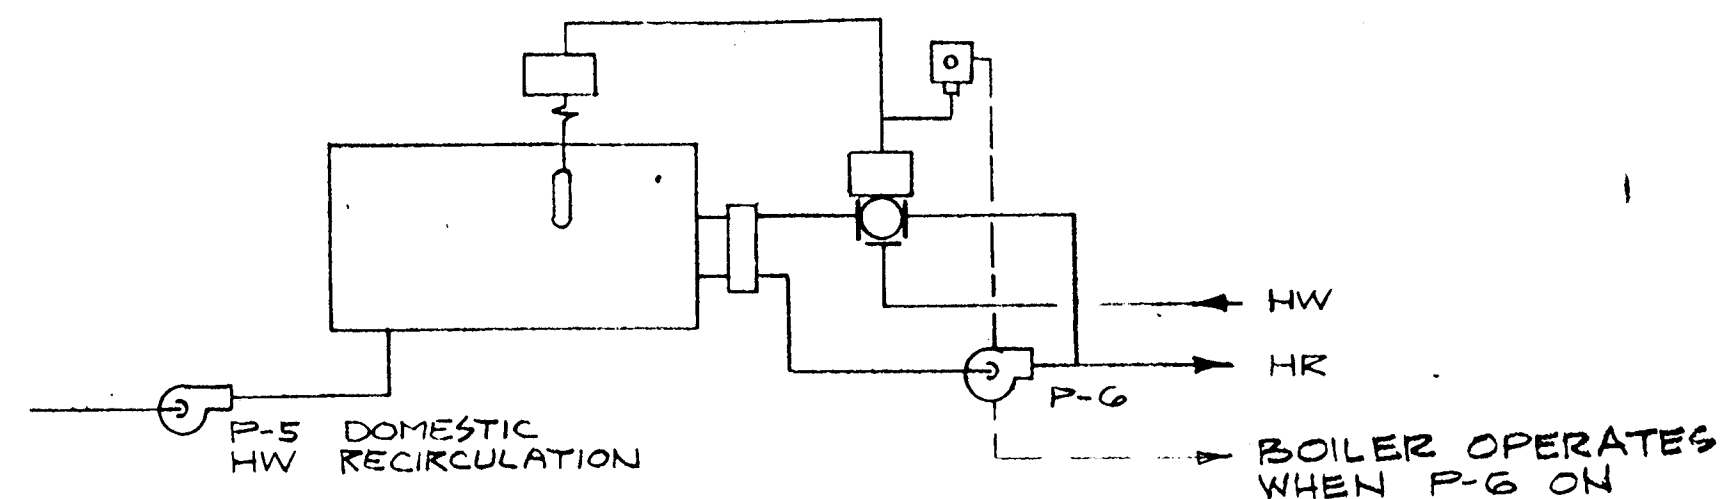 HW
HR
P-6
P-5 DOMESTIC
HW RECIRCULATION
BOILER OPERATES
WHEN P-6 ON